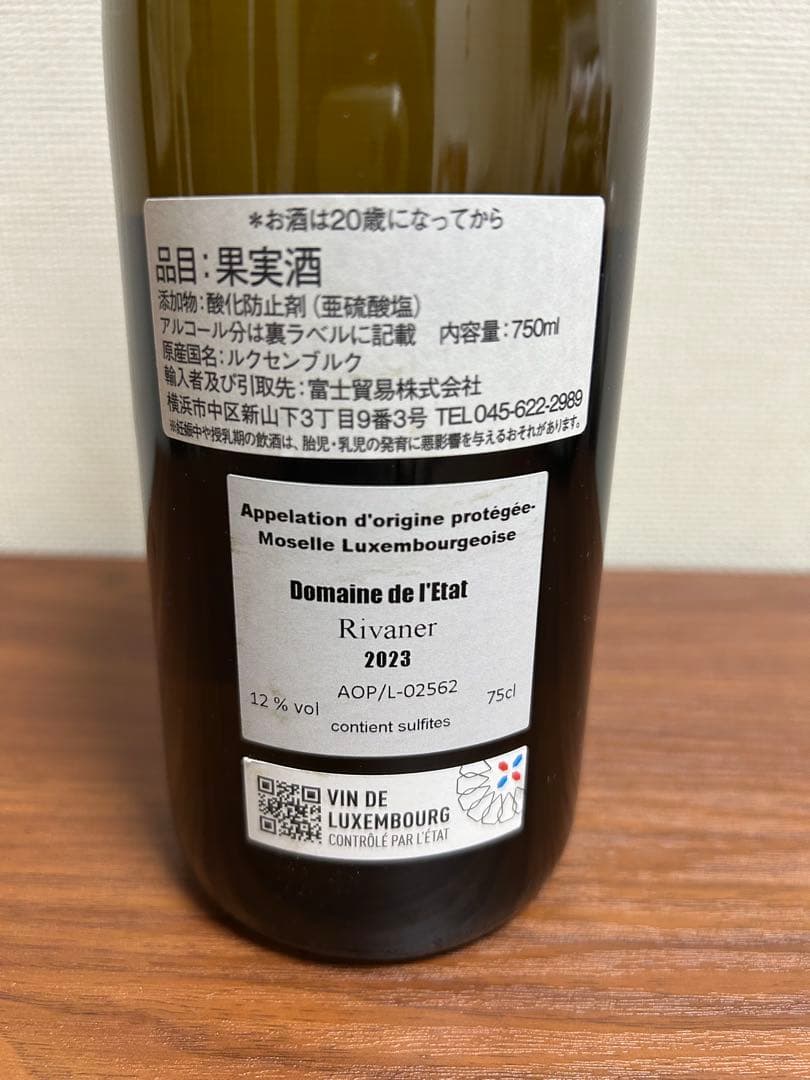 *お酒は20歳になってから
品目：果実酒
添加物：酸化防止剤（亜硫酸塩）
アルコール分は裏ラベルに記載　内容量：750ml
原産国名：ルクセンブルク
輸入者及び引取先：富士貿易株式会社
横浜市中区新山下3丁目9番3号 TEL045-622-2989
※妊娠中や授乳期の飲酒は、胎児・乳児の発育に悪影響を与えるおそれがあります。
Appelation d'origine protégée-
Moselle Luxembourgeoise
Domaine de l'Etat
Rivaner
2023
12 % vol AOP/L-02562 75cl
contient sulfites
VIN DE
LUXEMBOURG
CONTRÔLÉ PAR L'ÉTAT